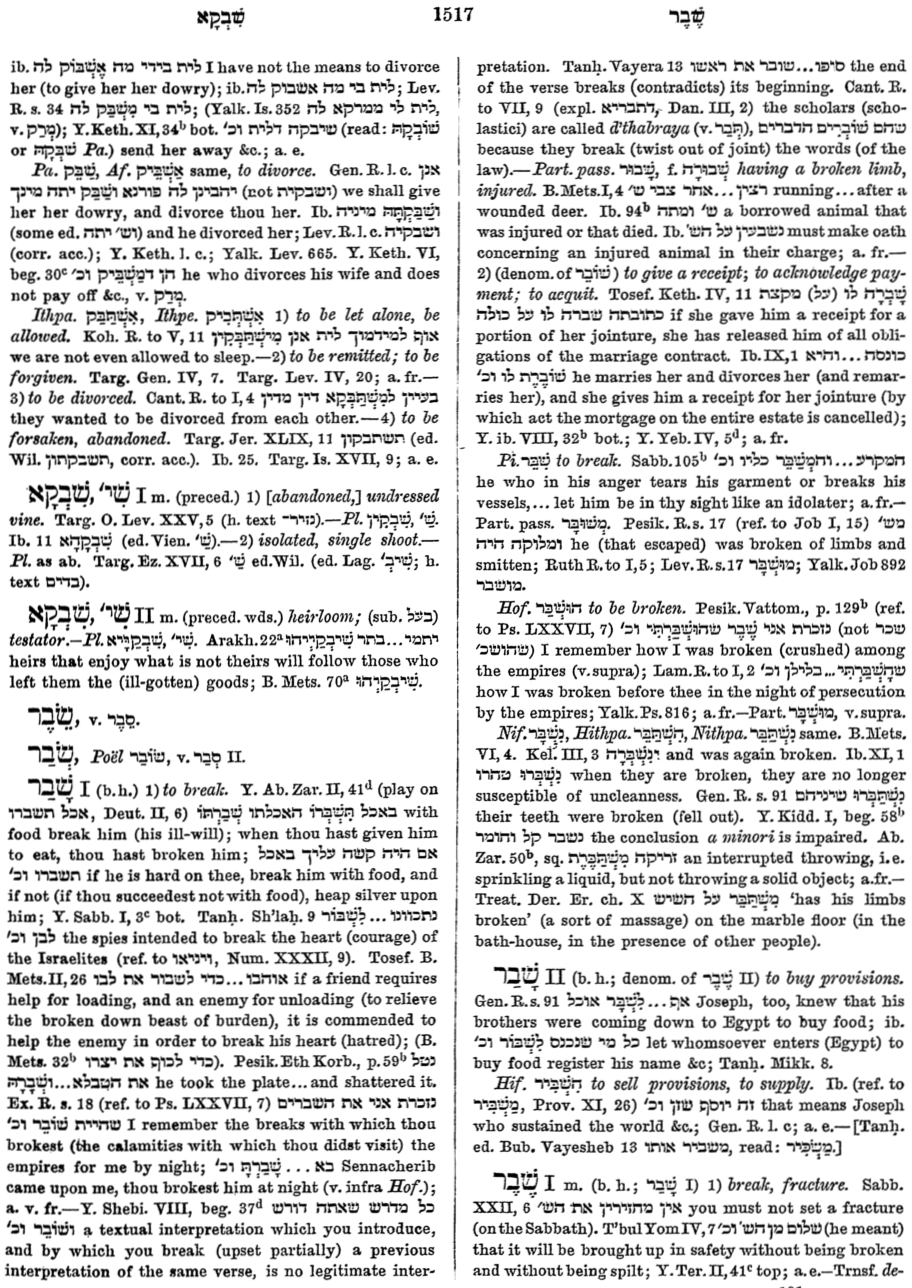 שִׁבְקָא
1517
שֶׁבֶר
ib. לית בידי מה אֶשְׁבּוֹק לה I have not the means to divorce
her (to give her her dowry); ib. לית בי מה אשבוק לה; Lev.
R. s. 34 לית בי מְשַׁבֵּק לה; (Yalk. Is. 352 לית לי ממרקא לה,
v. מְרַק); Y. Keth. XI, 34ᵇ bot. שיבקה דלית וכ׳ (read: שׁוֹבְקָהּ
or שַׁבְּקָהּ Pa.) send her away &c.; a. e.
Pa. שַׁבֵּק, Af. אַשְׁבֵּיק same, to divorce. Gen. R. l. c. אנן
יהבינן לה פורנא ושַׁבֵּק יתה מינך (not ושבקית) we shall give
her her dowry, and divorce thou her. Ib. ושַׁבַּקְתָּהּ מיניה
(some ed. וש׳ יתה) and he divorced her; Lev. R. l. c. ושבקיה
(corr. acc.); Y. Keth. l. c.; Yalk. Lev. 665. Y. Keth. VI,
beg. 30ᶜ הן דמַשְׁבֵּיק וכ׳ he who divorces his wife and does
not pay off &c., v. מְרַק.
Ithpa. אִשְׁתַּבַּק, Ithpe. אִשְׁתְּבֵיק 1) to be let alone, be
allowed. Koh. R. to V, 11 אוף למידמוך לית אנן מִישְׁתַּבְּקִין
we are not even allowed to sleep.—2) to be remitted; to be
forgiven. Targ. Gen. IV, 7. Targ. Lev. IV, 20; a. fr.—
3) to be divorced. Cant. R. to I, 4 בעיין לְמִשְׁתַּבְּקָא דין מדין
they wanted to be divorced from each other.—4) to be
forsaken, abandoned. Targ. Jer. XLIX, 11 תשתבקון (ed.
Wil. תשבקתון, corr. acc.). Ib. 25. Targ. Is. XVII, 9; a. e.
שִׁבְקָא, שִׁי׳ I m. (preced.) 1) [abandoned,] undressed
vine. Targ. O. Lev. XXV, 5 (h. text נזיר).—Pl. שִׁבְקִין, שַׁ׳.
Ib. 11 שִׁבְקָהָא (ed. Vien. שַׁ׳).—2) isolated, single shoot.—
Pl. as ab. Targ. Ez. XVII, 6 שַׁ׳ ed. Wil. (ed. Lag. שִׁיבְ׳; h.
text בדים).
שִׁבְקָא, שִׁי׳ II m. (preced. wds.) heirloom; (sub. בעל)
testator.—Pl. שִׁבְקַיָּיא, שִׁי׳. Arakh. 22ᵃ יתמי...בתר שִׁיבְקַיְיהוּ
heirs that enjoy what is not theirs will follow those who
left them the (ill-gotten) goods; B. Mets. 70ᵃ שִׁיבְקַיְהוּ.
שֵׂבֶר, v. סֵבֶר.
שָׂבַר, Poël שׂוֹבַר, v. סבר II.
שָׁבַר I (b. h.) 1) to break. Y. Ab. Zar. II, 41ᵈ (play on
אכל תשברו, Deut. II, 6) באכל תִּשְׁבְּרוֹ האכלתו שְׁבַרְתּוֹ with
food break him (his ill-will); when thou hast given him
to eat, thou hast broken him; אם היה קשה עליך באכל
תשברו וכ׳ if he is hard on thee, break him with food, and
if not (if thou succeedest not with food), heap silver upon
him; Y. Sabb. I, 3ᶜ bot. Tanḥ. Sh'laḥ. 9 נתכוונו ... לִשְׁבּוֹר
לבן וכ׳ the spies intended to break the heart (courage) of
the Israelites (ref. to ויניאו, Num. XXXII, 9). Tosef. B.
Mets. II, 26 אוהבו...כדי לשבור את לבו if a friend requires
help for loading, and an enemy for unloading (to relieve
the broken down beast of burden), it is commended to
help the enemy in order to break his heart (hatred); (B.
Mets. 32ᵇ כדי לכוף את יצרו). Pesik. Eth Korb., p. 59ᵇ נטל
את הטבלא...ושְׁבָרָהּ he took the plate...and shattered it.
Ex. R. s. 18 (ref. to Ps. LXXVII, 7) נזכרת אני את השברים
שהיית שׁוֹבֵר וכ׳ I remember the breaks with which thou
brokest (the calamities with which thou didst visit) the
empires for me by night; בא ... שָׁבַרְתָּ וכ׳ Sennacherib
came upon me, thou brokest him at night (v. infra Hof.);
a. v. fr.—Y. Shebi. VIII, beg. 37ᵈ כל מדרש שאתה דורש
ושׁוֹבֵר וכ׳ a textual interpretation which you introduce,
and by which you break (upset partially) a previous
interpretation of the same verse, is no legitimate inter-
pretation. Tanḥ. Vayera 13 סיפו...שובר את ראשו the end
of the verse breaks (contradicts) its beginning. Cant. R.
to VII, 9 (expl. דתבריא, Dan. III, 2) the scholars (scho-
lastici) are called d'thabraya (v. תְּבַר), שהם שוברים הדברים
because they break (twist out of joint) the words (of the
law).—Part. pass. שָׁבוּר, f. שְׁבוּרָה having a broken limb,
injured. B. Mets. I, 4 רצין...אחר צבי ש׳ running...after a
wounded deer. Ib. 94ᵇ ש׳ ומתה a borrowed animal that
was injured or that died. Ib. נשבעין על הש׳ must make oath
concerning an injured animal in their charge; a. fr.—
2) (denom. of שׁוֹבֵר) to give a receipt; to acknowledge pay-
ment; to acquit. Tosef. Keth. IV, 11 שָׁבְרָה לו (על) מקצת
כתובתה שברה לו על כולה if she gave him a receipt for a
portion of her jointure, she has released him of all obli-
gations of the marriage contract. Ib. IX, 1 כונסה...והיא
שׁוֹבֶרֶת לו וכ׳ he marries her and divorces her (and remar-
ries her), and she gives him a receipt for her jointure (by
which act the mortgage on the entire estate is cancelled);
Y. ib. VIII, 32ᵇ bot.; Y. Yeb. IV, 5ᵈ; a. fr.
Pi. שִׁבֵּר to break. Sabb. 105ᵇ המקרע...והמְשַׁבֵּר כליו וכ׳
he who in his anger tears his garment or breaks his
vessels,... let him be in thy sight like an idolater; a. fr.—
Part. pass. מְשׁוּבָּר. Pesik. R. s. 17 (ref. to Job I, 15) מש׳
ומלוקה היה he (that escaped) was broken of limbs and
smitten; Ruth R. to I, 5; Lev. R. s. 17 מוּשְׁבָּר; Yalk. Job 892
מושבר.
Hof. הוּשְׁבַּר to be broken. Pesik. Vattom., p. 129ᵇ (ref.
to Ps. LXXVII, 7) נזכרת אני שֶׁבֶר שהוּשְׁבַּרְתִּי וכ׳ (not שכר
שהושכ׳) I remember how I was broken (crushed) among
the empires (v. supra); Lam. R. to I, 2 שהֻשְׁבַּרְתִּי...בלילן וכ׳
how I was broken before thee in the night of persecution
by the empires; Yalk. Ps. 816; a. fr.—Part. מוּשְׁבָּר, v. supra.
Nif. נִשְׁבַּר, Hithpa. הִשְׁתַּבֵּר, Nithpa. נִשְׁתַּבֵּר same. B. Mets.
VI, 4. Kel. III, 3 ונִשְׁבְּרָה and was again broken. Ib. XI, 1
נִשְׁבְּרוּ טהרו when they are broken, they are no longer
susceptible of uncleanness. Gen. R. s. 91 נִשְׁתַּבְּרוּ שיניהם
their teeth were broken (fell out). Y. Kidd. I, beg. 58ᵇ
נשבר קל וחומר the conclusion a minori is impaired. Ab.
Zar. 50ᵇ, sq. זריקה מִשְׁתַּבֶּרֶת an interrupted throwing, i. e.
sprinkling a liquid, but not throwing a solid object; a. fr.—
Treat. Der. Er. ch. X מִשְׁתַּבֵּר על השיש 'has his limbs
broken' (a sort of massage) on the marble floor (in the
bath-house, in the presence of other people).
שָׁבַר II (b. h.; denom. of שֶׁבֶר II) to buy provisions.
Gen. R. s. 91 אף...לִשְׁבֹּר אוכל Joseph, too, knew that his
brothers were coming down to Egypt to buy food; ib.
כל מי שנכנס לִשְׁבּוֹר וכ׳ let whomsoever enters (Egypt) to
buy food register his name &c; Tanḥ. Mikk. 8.
Hif. הִשְׁבִּיר to sell provisions, to supply. Ib. (ref. to
מַשְׁבִּיר, Prov. XI, 26) זה יוסף שזן וכ׳ that means Joseph
who sustained the world &c.; Gen. R. l. c; a. e.—[Tanḥ.
ed. Bub. Vayesheb 13 משביר אותו, read: מַשְׂכִּיר.]
שֶׁבֶר I m. (b. h.; שָׁבַר I) 1) break, fracture. Sabb.
XXII, 6 אין מחזירין את הש׳ you must not set a fracture
(on the Sabbath). T'bul Yom IV, 7 שלום מן הש׳ וכ׳ (he meant)
that it will be brought up in safety without being broken
and without being spilt; Y. Ter. II, 41ᶜ top; a. e.—Trnsf. de-